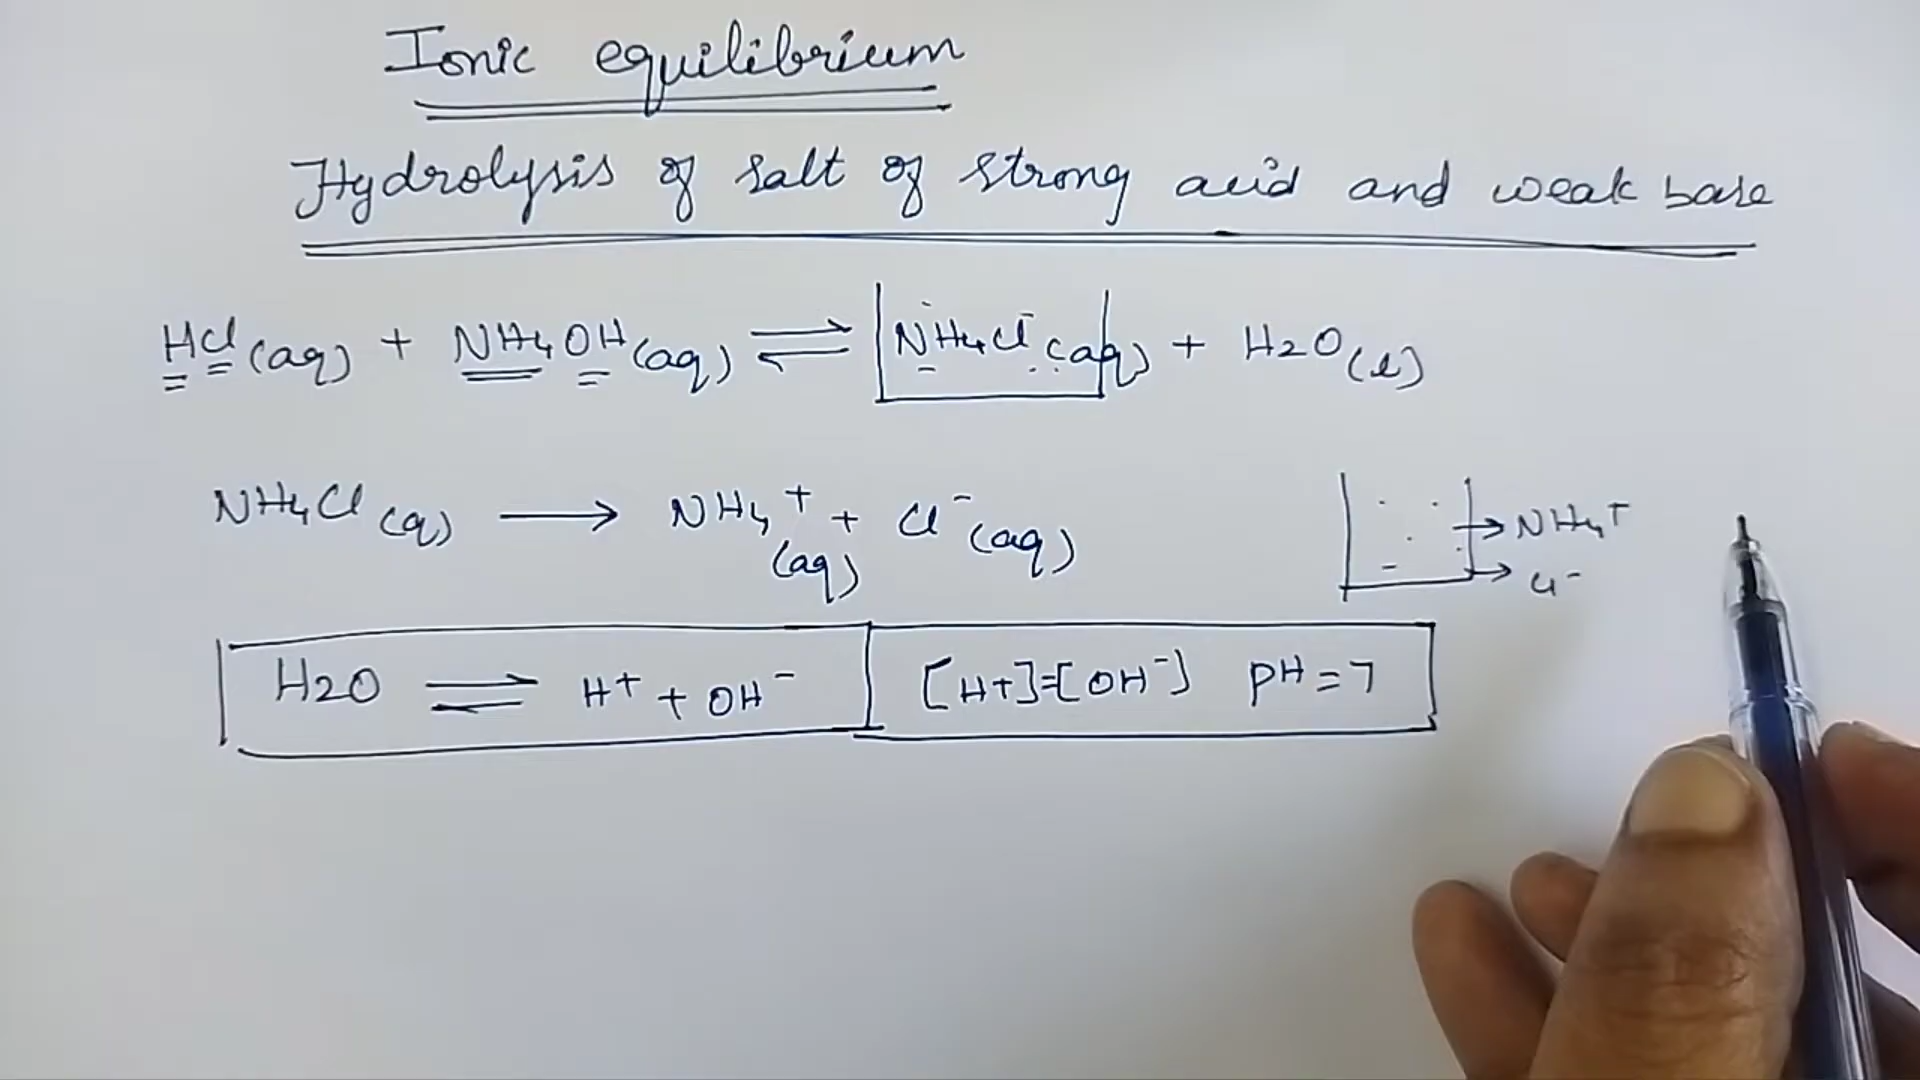 Ionic equilibrium
Hydrolysis of salt of strong acid and weak base
HCl (aq) + NH4OH (aq) ⇌ NH4Cl (aq) + H2O (l)
NH4Cl (aq) ⟶ NH4+ (aq) + Cl- (aq)
NH4+
Cl-
H2O ⇌ H+ + OH- [H+]=[OH-] pH = 7